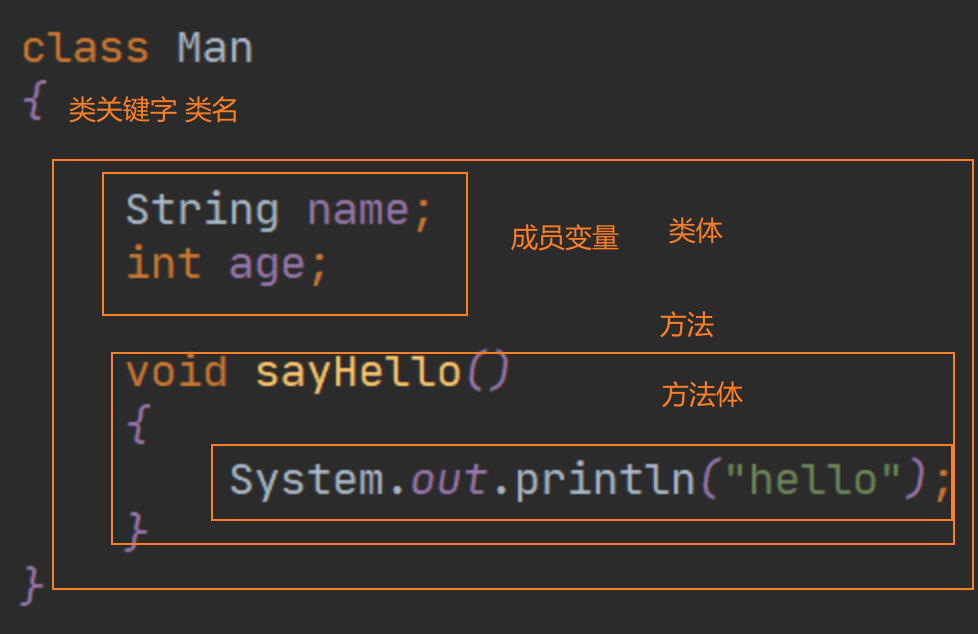 class Man
{ 类关键字 类名
String name;
成员变量 类体
int age;
方法
void sayHello()
方法体
{
System.out.println("hello");
}
}